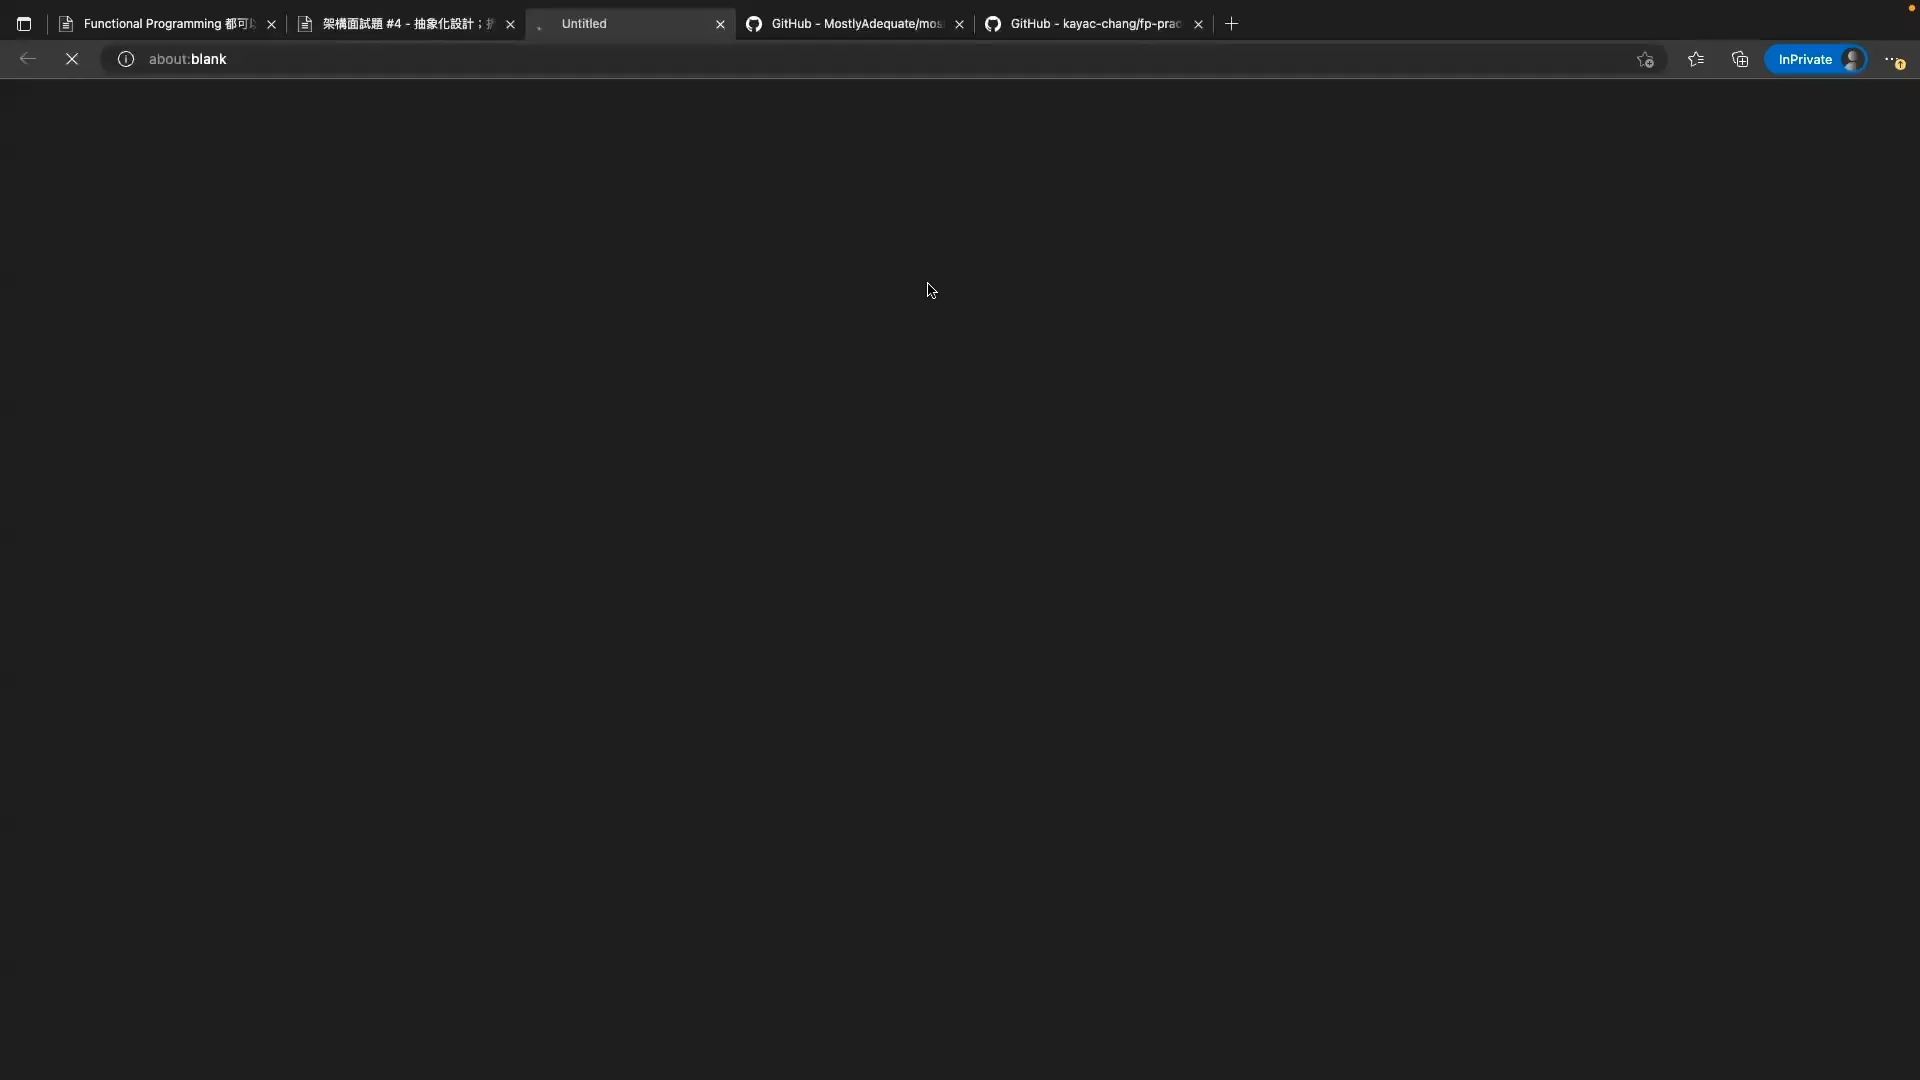 Functional Programming 都可
架構面試題 #4 - 抽象化設計；
Untitled
GitHub - MostlyAdequate/mos
GitHub - kayac-chang/fp-prac
about:blank
InPrivate